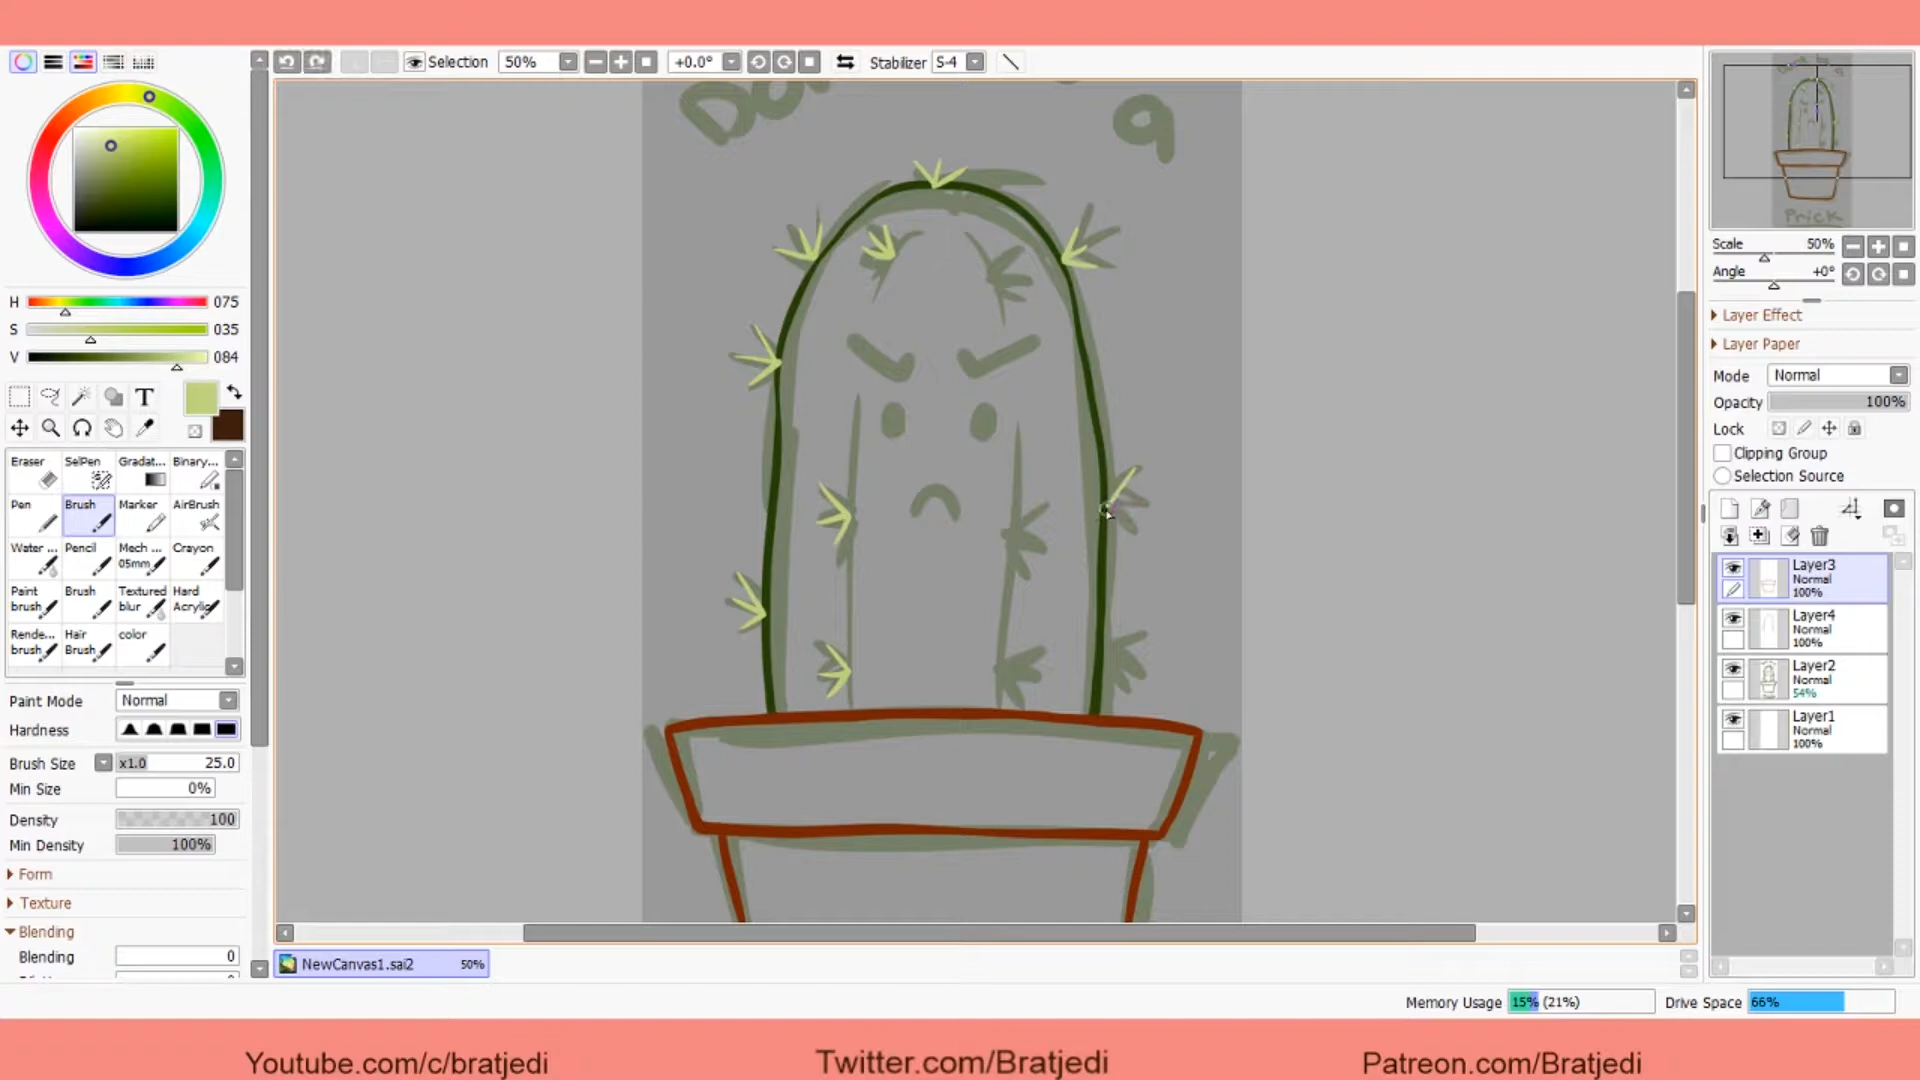 Selection 50% +0.0° Stabilizer S-4
Do
a
H 075
S 035
V 084
T
Eraser SelPen Gradat... Binary...
Pen Brush Marker AirBrush
Water ... Pencil Mech ... 05mm Crayon
Paint brush Brush Textured blur Hard Acrylic
Rende... brush Hair Brush color
Paint Mode Normal
Hardness
Brush Size x1.0 25.0
Min Size 0%
Density 100
Min Density 100%
Form
Texture
Blending
Blending 0
NewCanvas1.sai2 50%
Prick
Scale 50%
Angle +0°
Layer Effect
Layer Paper
Mode Normal
Opacity 100%
Lock
Clipping Group
Selection Source
Layer3
Normal
100%
Layer4
Normal
100%
Layer2
Normal
54%
Layer1
Normal
100%
Memory Usage 15% (21%) Drive Space 66%
Youtube.com/c/bratjedi Twitter.com/Bratjedi Patreon.com/Bratjedi